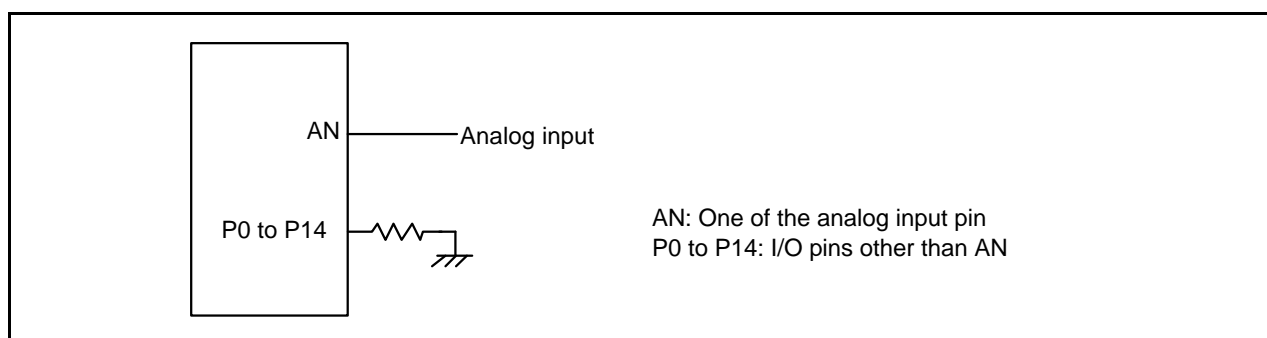 AN
Analog input
P0 to P14
AN: One of the analog input pin
P0 to P14: I/O pins other than AN